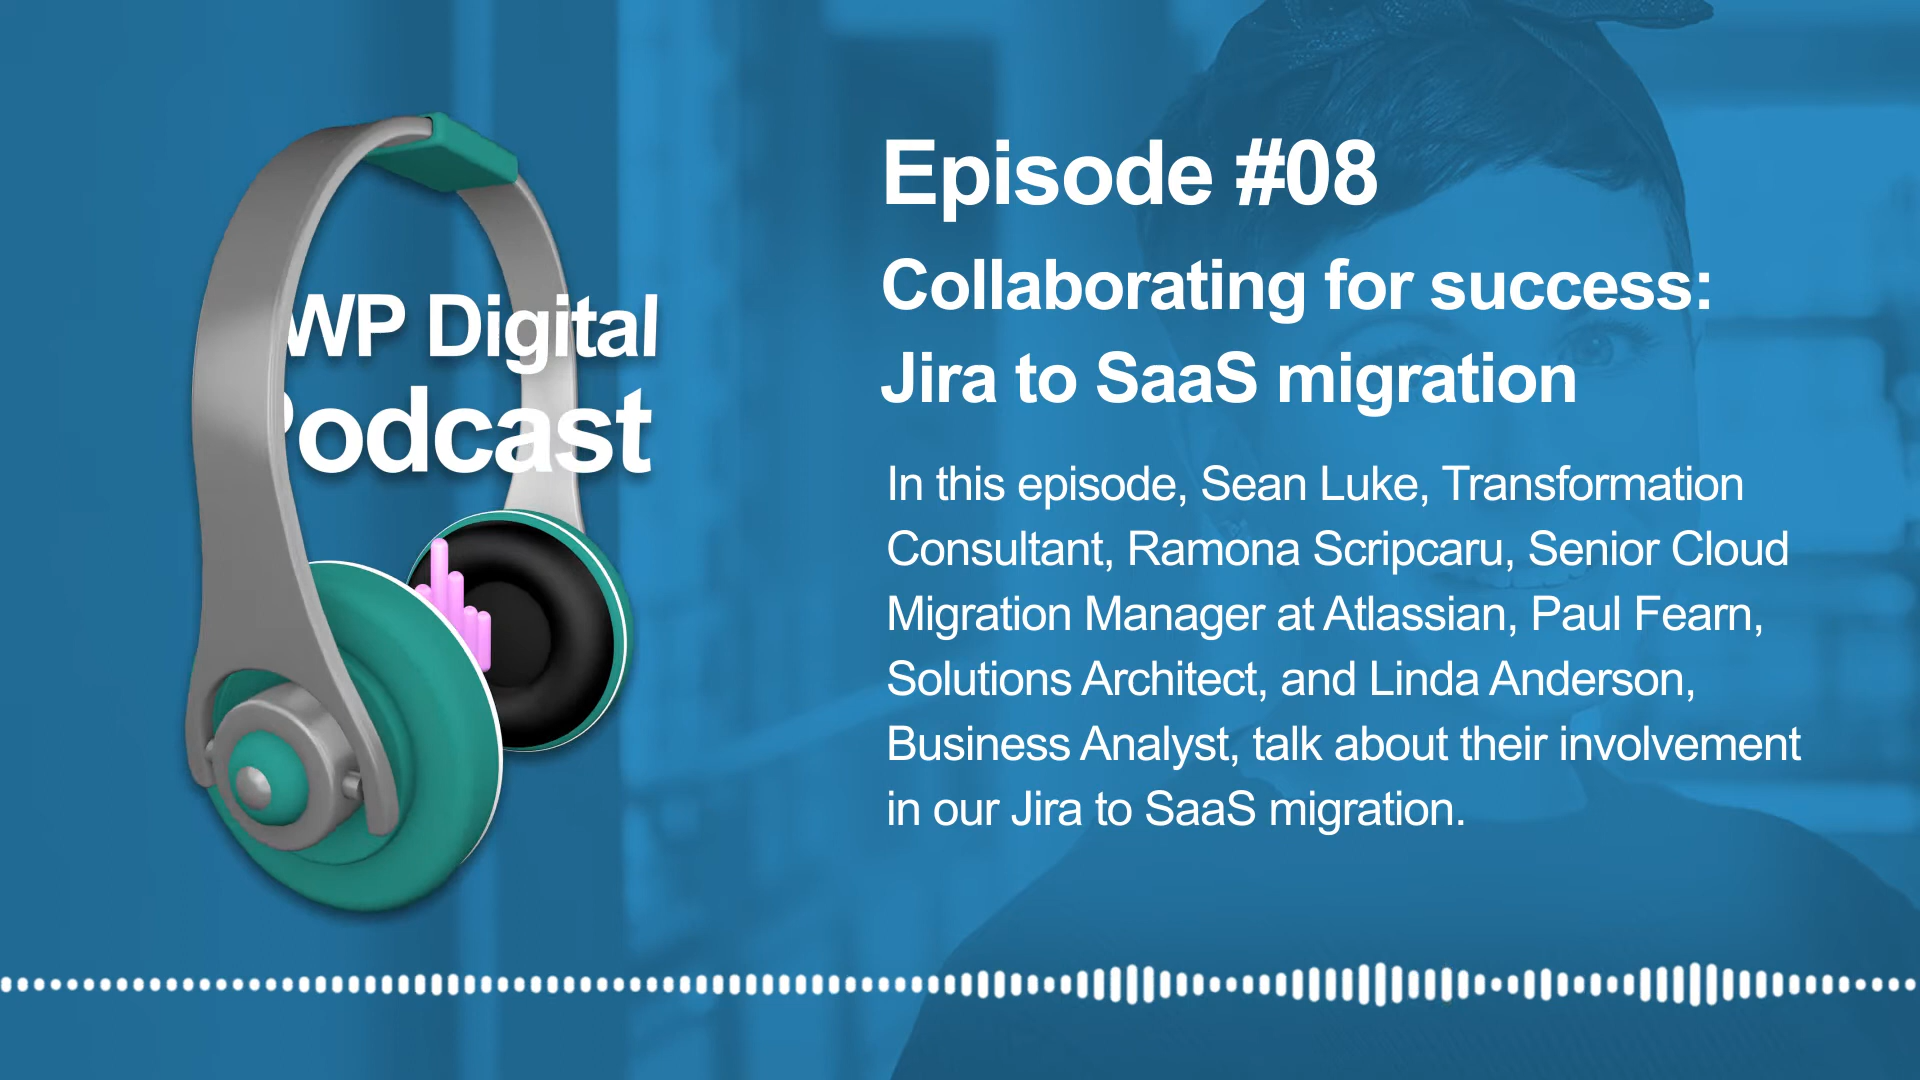 WP Digital
Podcast
Episode #08
Collaborating for success:
Jira to SaaS migration
In this episode, Sean Luke, Transformation
Consultant, Ramona Scripcaru, Senior Cloud
Migration Manager at Atlassian, Paul Fearn,
Solutions Architect, and Linda Anderson,
Business Analyst, talk about their involvement
in our Jira to SaaS migration.